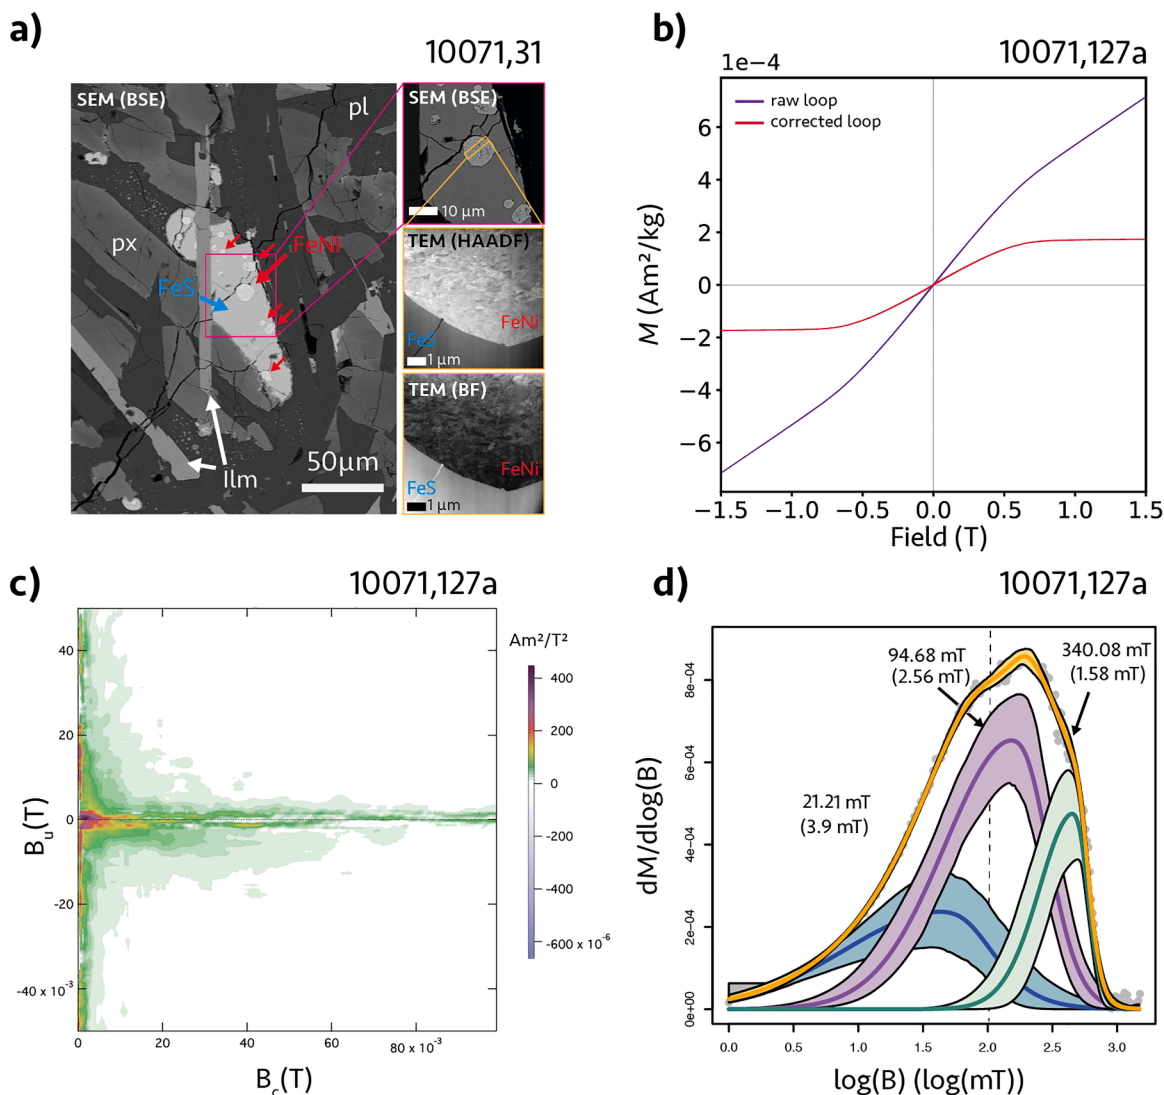 a)
10071,31
SEM (BSE)
pl
px
FeNi
FeS
Ilm
50μm
SEM (BSE)
10 μm
TEM (HAADF)
FeNi
FeS
1 μm
TEM (BF)
FeNi
FeS
1 μm
b)
10071,127a
1e−4
raw loop
corrected loop
6
4
2
0
−2
−4
−6
M (Am²/kg)
−1.5 −1.0 −0.5 0.0 0.5 1.0 1.5
Field (T)
c)
10071,127a
40
20
0
-20
-40 x 10⁻³
Bu(T)
0 20 40 60 80 x 10⁻³
Bc(T)
Am²/T²
400
200
0
-200
-400
-600 x 10⁻⁶
d)
10071,127a
94.68 mT
(2.56 mT)
340.08 mT
(1.58 mT)
21.21 mT
(3.9 mT)
8e−04
6e−04
4e−04
2e−04
0e+00
dM/dlog(B)
0.0 0.5 1.0 1.5 2.0 2.5 3.0
log(B) (log(mT))